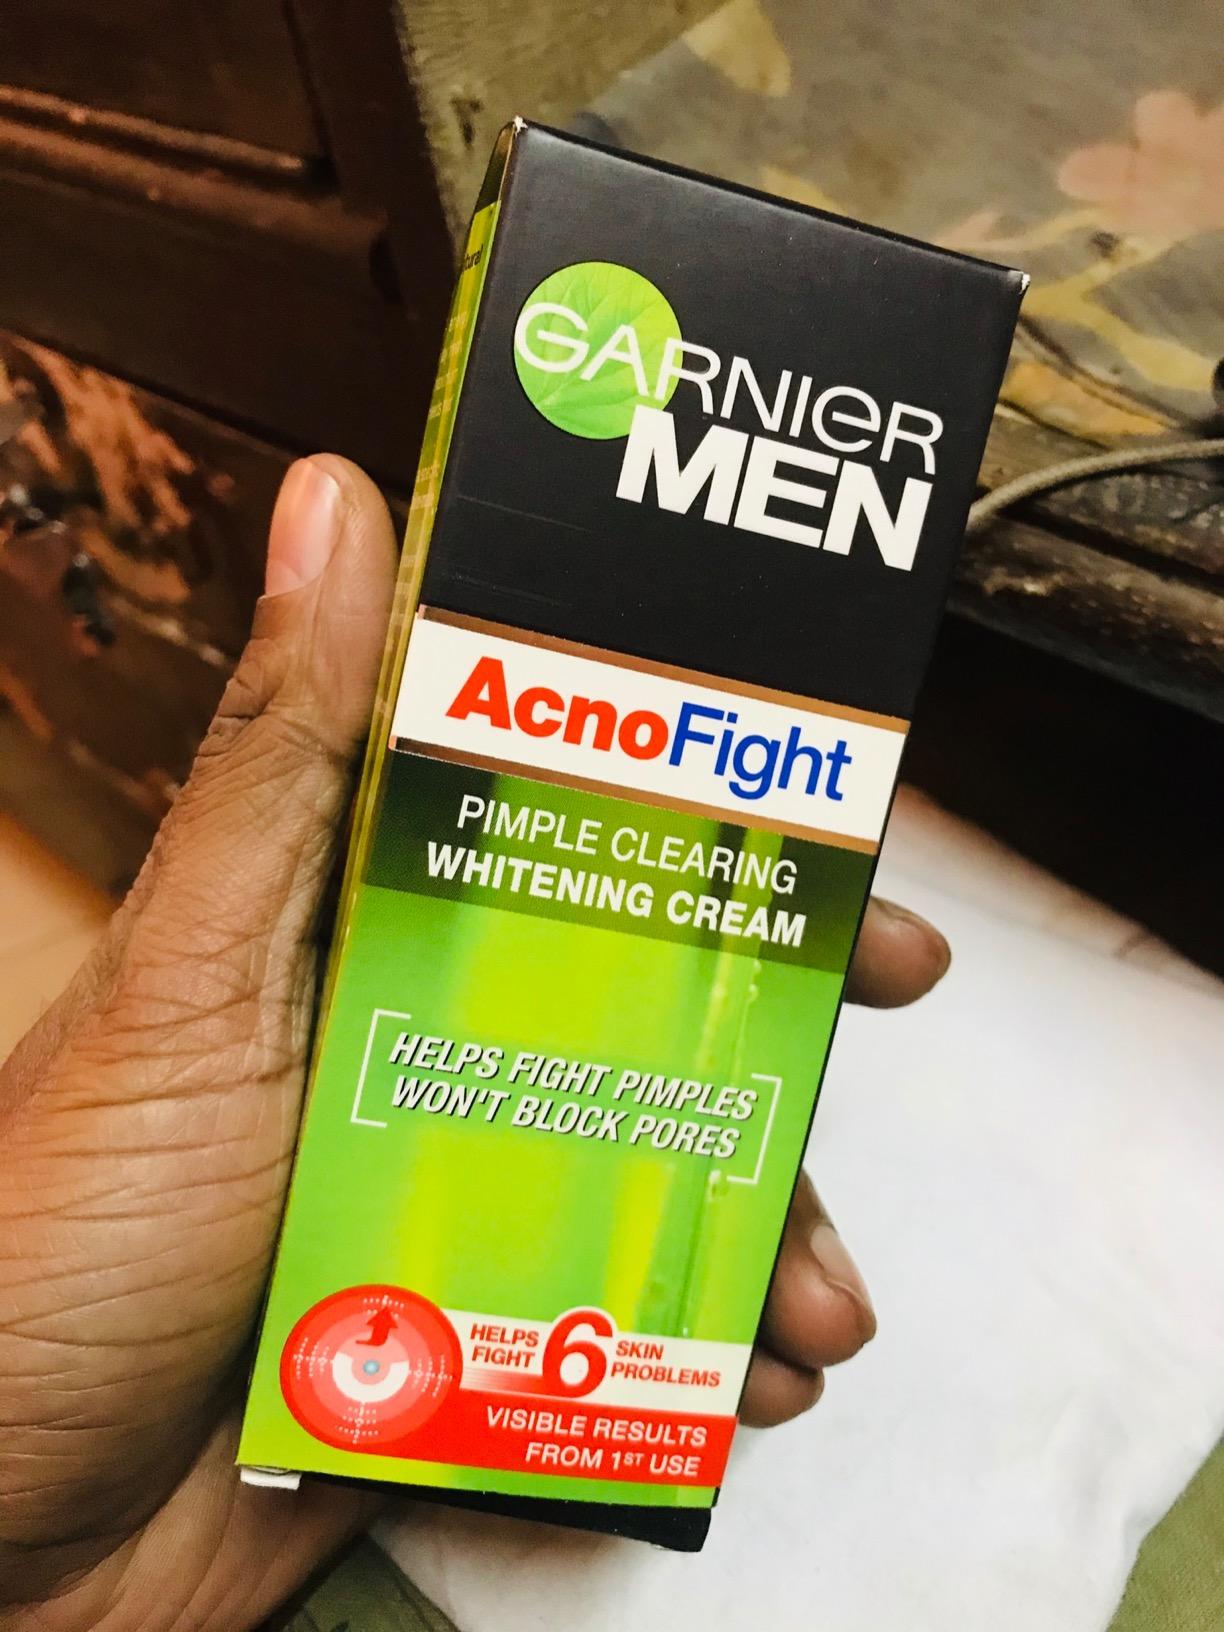 GARNIER
MEN
AcnoFight
PIMPLE CLEARING
WHITENING CREAM
HELPS FIGHT PIMPLES
WON'T BLOCK PORES
HELPS
FIGHT
6
SKIN
PROBLEMS
VISIBLE RESULTS
FROM 1ST USE